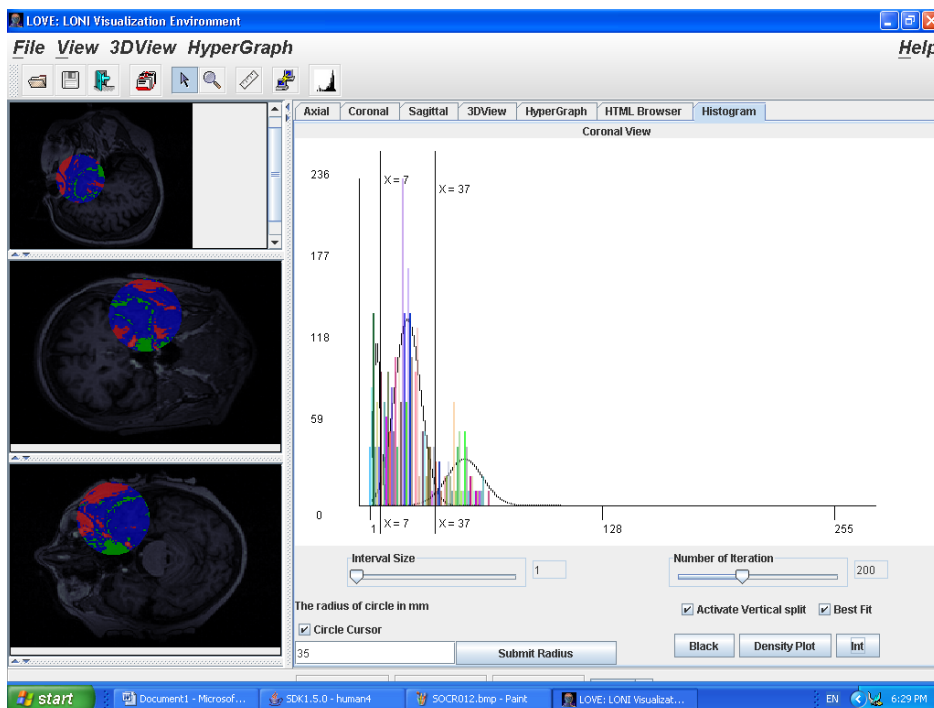 LOVE: LONI Visualization Environment
File View 3DView HyperGraph Help
Axial Coronal Sagittal 3DView HyperGraph HTML Browser Histogram
Coronal View
236
X = 7
X = 37
177
118
59
0
X = 7 X = 37
1 128 255
Interval Size
1
Number of Iteration
200
The radius of circle in mm
Activate Vertical split Best Fit
Circle Cursor
35 Submit Radius
Black Density Plot Int
start Document1 - Microsof... SDK1.5.0 - human4 SOCR012.bmp - Paint LOVE: LONI Visualizat... EN 6:29 PM